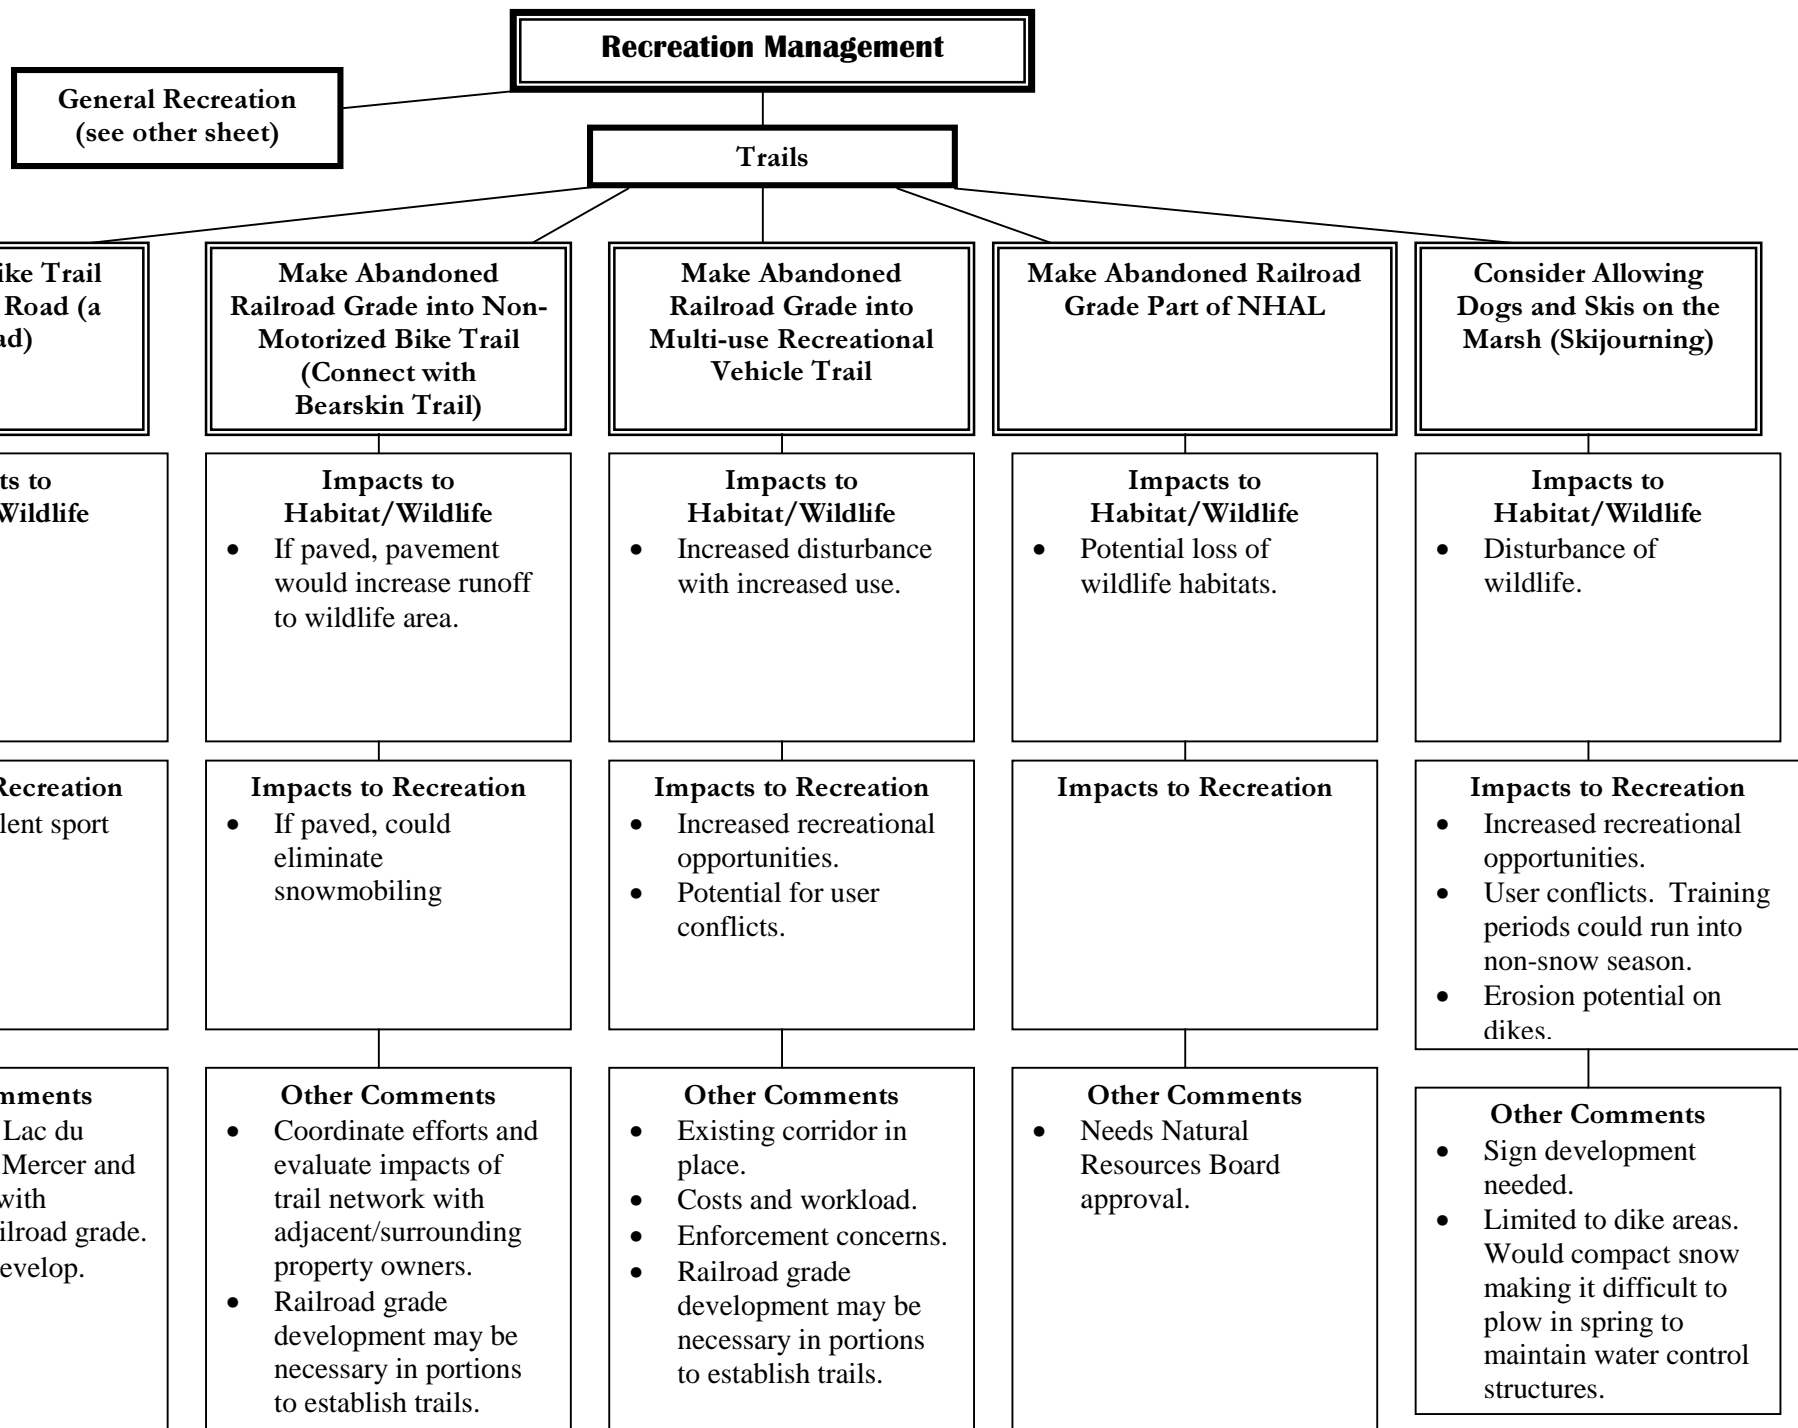 Recreation Management
General Recreation
(see other sheet)
Trails
Trail
Road (a
Make Abandoned
Railroad Grade into Non-
Motorized Bike Trail
(Connect with
Bearskin Trail)
Make Abandoned
Railroad Grade into
Multi-use Recreational
Vehicle Trail
Make Abandoned Railroad
Grade Part of NHAL
Consider Allowing
Dogs and Skis on the
Marsh (Skijourning)
to
Wildlife
Impacts to
Habitat/Wildlife
• If paved, pavement
would increase runoff
to wildlife area.
Impacts to
Habitat/Wildlife
• Increased disturbance
with increased use.
Impacts to
Habitat/Wildlife
• Potential loss of
wildlife habitats.
Impacts to
Habitat/Wildlife
• Disturbance of
wildlife.
Recreation
sport
Impacts to Recreation
• If paved, could
eliminate
snowmobiling
Impacts to Recreation
• Increased recreational
opportunities.
• Potential for user
conflicts.
Impacts to Recreation
Impacts to Recreation
• Increased recreational
opportunities.
• User conflicts. Training
periods could run into
non-snow season.
• Erosion potential on
dikes.
Lac du
Mercer and
with
grade.
Other Comments
• Coordinate efforts and
evaluate impacts of
trail network with
adjacent/surrounding
property owners.
• Railroad grade
development may be
necessary in portions
to establish trails.
Other Comments
• Existing corridor in
place.
• Costs and workload.
• Enforcement concerns.
• Railroad grade
development may be
necessary in portions
to establish trails.
Other Comments
• Needs Natural
Resources Board
approval.
Other Comments
• Sign development
needed.
• Limited to dike areas.
Would compact snow
making it difficult to
plow in spring to
maintain water control
structures.